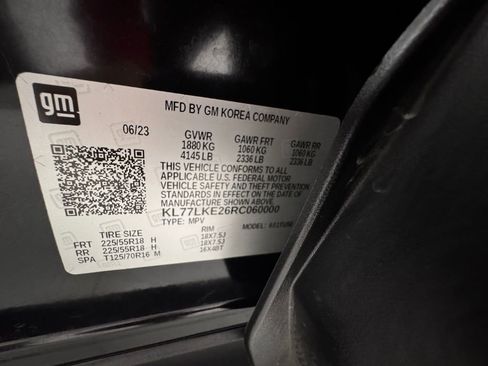 gm
MFD BY GM KOREA COMPANY
06/23 GVWR GAWR FRT GAWR RR
1880 KG 1060 KG 1060 KG
4145 LB 2336 LB 2336 LB
THIS VEHICLE CONFORMS TO ALL
APPLICABLE U.S. FEDERAL MOTOR
VEHICLE SAFETY AND THEFT PREVENTION
STANDARDS IN EFFECT ON THE DATE OF
MANUFACTURE SHOWN ABOVE.
KL77LKE26RC060000
TYPE: MPV MODEL:
TIRE SIZE RIM
FRT 225/55R18 H 18X7.5J
RR 225/55R18 H 18X7.5J
SPA T125/70R16 M 16X4BT